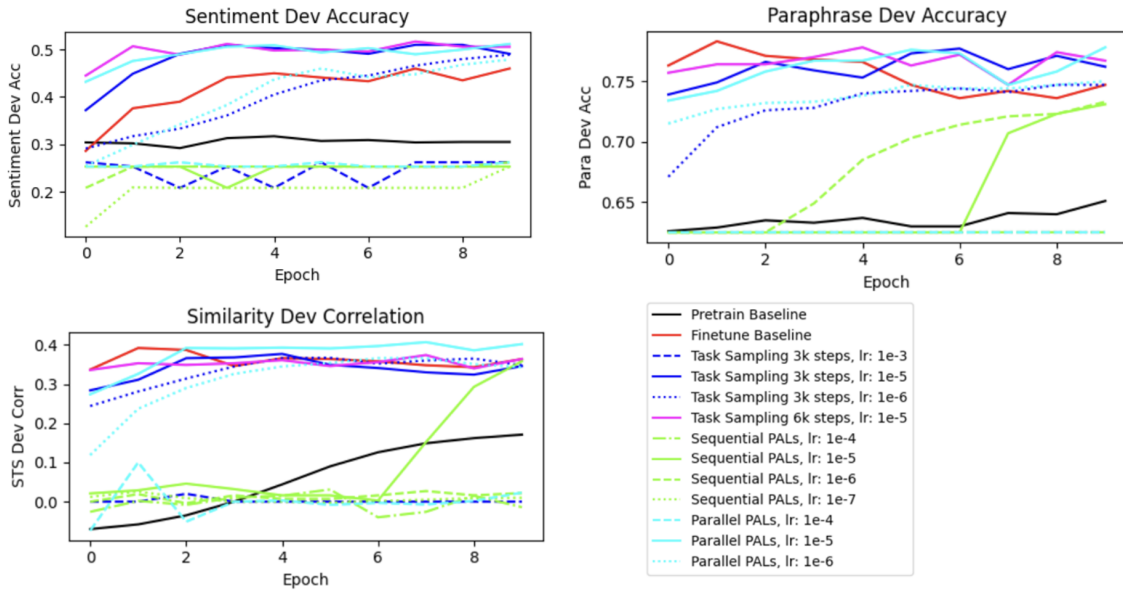 Sentiment Dev Accuracy
Sentiment Dev Acc
0.5
0.4
0.3
0.2
0 2 4 6 8
Epoch
Paraphrase Dev Accuracy
Para Dev Acc
0.75
0.70
0.65
0 2 4 6 8
Epoch
Similarity Dev Correlation
STS Dev Corr
0.4
0.3
0.2
0.1
0.0
0 2 4 6 8
Epoch
Pretrain Baseline
Finetune Baseline
Task Sampling 3k steps, lr: 1e-3
Task Sampling 3k steps, lr: 1e-5
Task Sampling 3k steps, lr: 1e-6
Task Sampling 6k steps, lr: 1e-5
Sequential PALs, lr: 1e-4
Sequential PALs, lr: 1e-5
Sequential PALs, lr: 1e-6
Sequential PALs, lr: 1e-7
Parallel PALs, lr: 1e-4
Parallel PALs, lr: 1e-5
Parallel PALs, lr: 1e-6